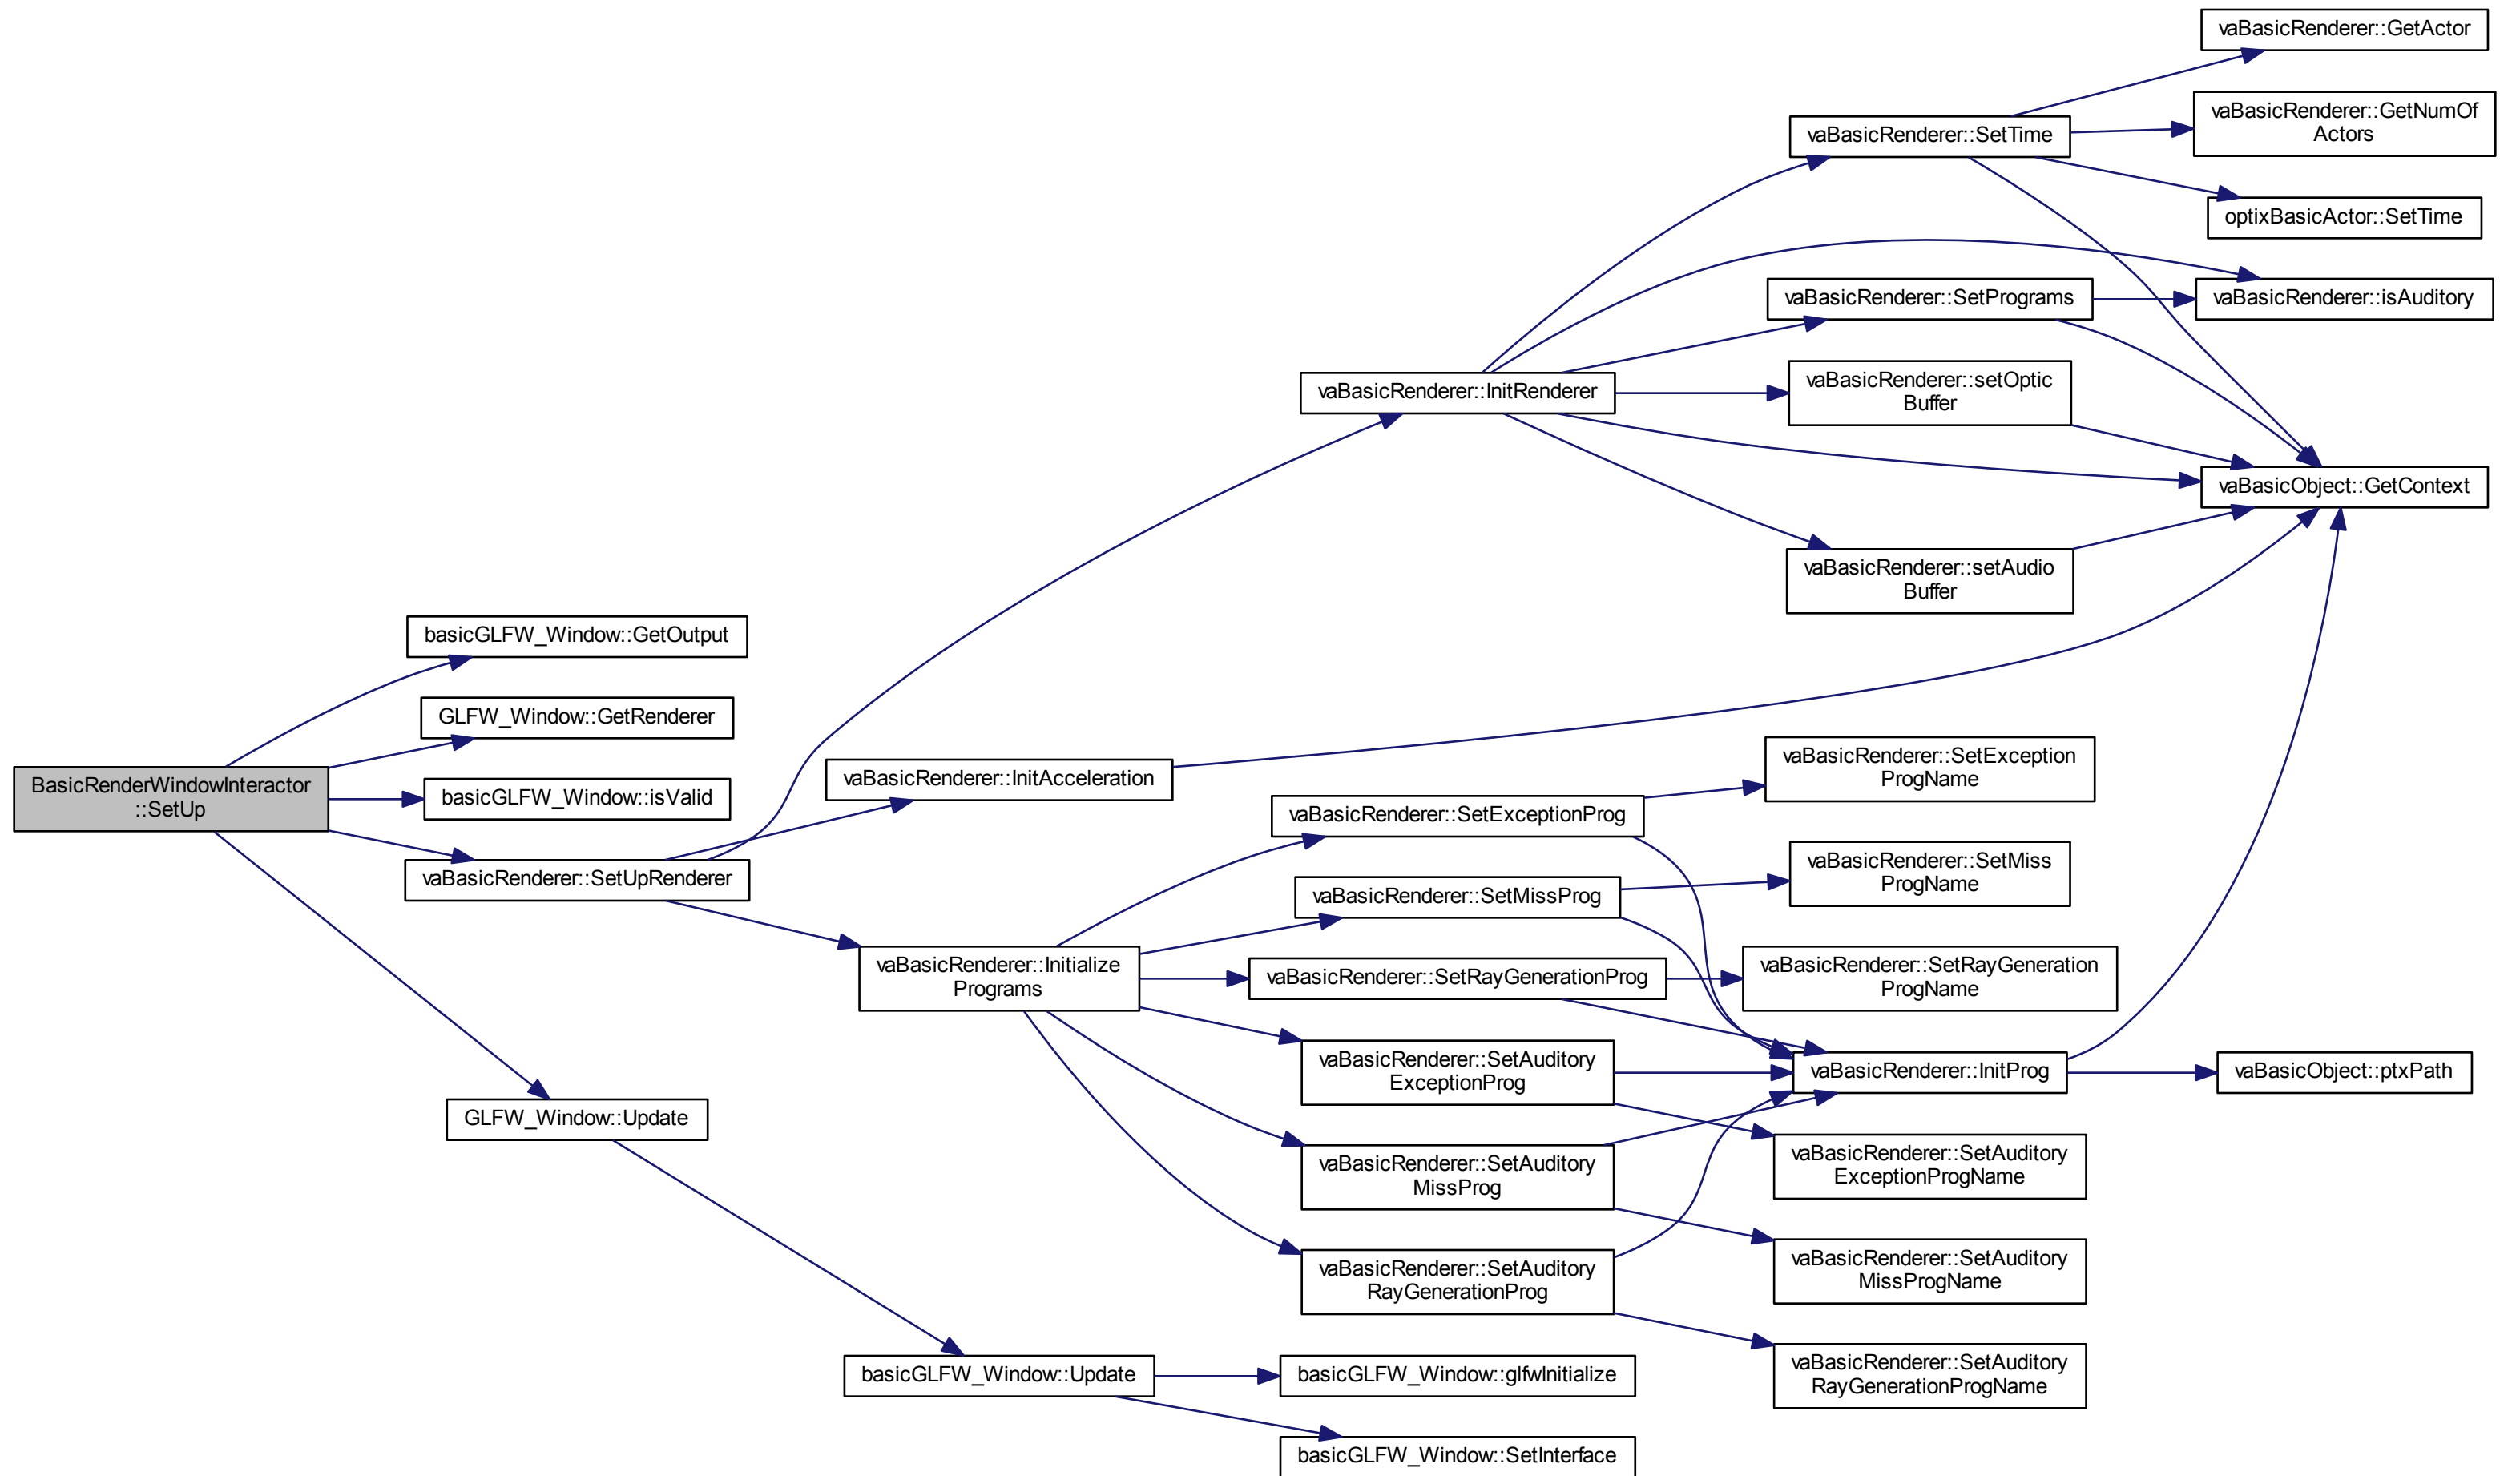 BasicRenderWindowInteractor
::SetUp
basicGLFW_Window::GetOutput
GLFW_Window::GetRenderer
basicGLFW_Window::isValid
vaBasicRenderer::SetUpRenderer
GLFW_Window::Update
vaBasicRenderer::InitAcceleration
vaBasicRenderer::Initialize
Programs
basicGLFW_Window::Update
vaBasicRenderer::InitRenderer
vaBasicRenderer::SetExceptionProg
vaBasicRenderer::SetMissProg
vaBasicRenderer::SetRayGenerationProg
vaBasicRenderer::SetAuditory
ExceptionProg
vaBasicRenderer::SetAuditory
MissProg
vaBasicRenderer::SetAuditory
RayGenerationProg
basicGLFW_Window::glfwInitialize
basicGLFW_Window::SetInterface
vaBasicRenderer::SetTime
vaBasicRenderer::SetPrograms
vaBasicRenderer::setOptic
Buffer
vaBasicRenderer::setAudio
Buffer
vaBasicRenderer::SetException
ProgName
vaBasicRenderer::SetMiss
ProgName
vaBasicRenderer::SetRayGeneration
ProgName
vaBasicRenderer::InitProg
vaBasicRenderer::SetAuditory
ExceptionProgName
vaBasicRenderer::SetAuditory
MissProgName
vaBasicRenderer::SetAuditory
RayGenerationProgName
vaBasicRenderer::GetActor
vaBasicRenderer::GetNumOf
Actors
optixBasicActor::SetTime
vaBasicRenderer::isAuditory
vaBasicObject::GetContext
vaBasicObject::ptxPath